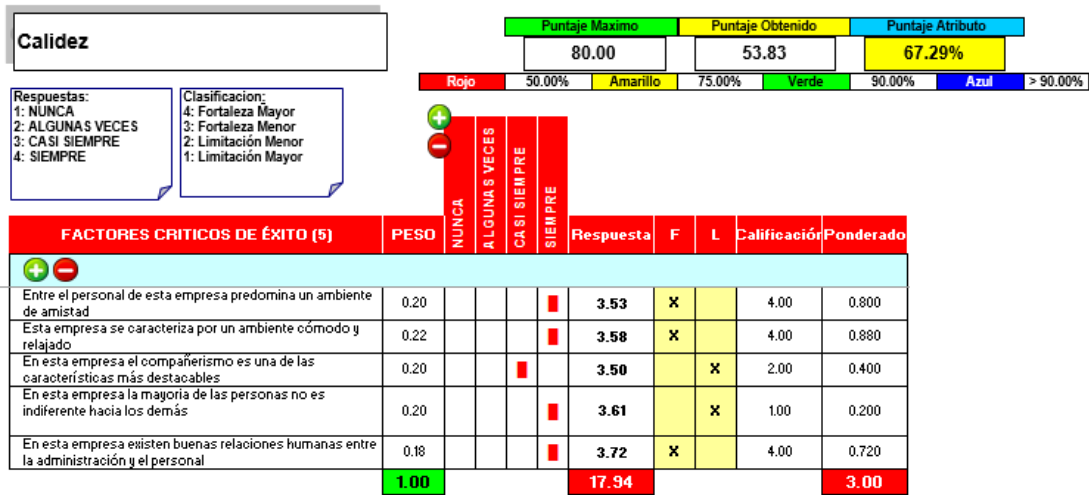 Calidez
Puntaje Maximo Puntaje Obtenido Puntaje Atributo
80.00 53.83 67.29%
Rojo 50.00% Amarillo 75.00% Verde 90.00% Azul > 90.00%
Respuestas:
1: NUNCA
2: ALGUNAS VECES
3: CASI SIEMPRE
4: SIEMPRE
Clasificacion:
4: Fortaleza Mayor
3: Fortaleza Menor
2: Limitación Menor
1: Limitación Mayor
FACTORES CRITICOS DE ÉXITO (5) PESO NUNCA ALGUNAS VECES CASI SIEMPRE SIEMPRE Respuesta F L Calificación Ponderado
Entre el personal de esta empresa predomina un ambiente
de amistad
0.20 3.53 X 4.00 0.800
Esta empresa se caracteriza por un ambiente cómodo y
relajado
0.22 3.58 X 4.00 0.880
En esta empresa el compañerismo es una de las
características más destacables
0.20 3.50 X 2.00 0.400
En esta empresa la mayoria de las personas no es
indiferente hacia los demás
0.20 3.61 X 1.00 0.200
En esta empresa existen buenas relaciones humanas entre
la administración y el personal
0.18 3.72 X 4.00 0.720
1.00 17.94 3.00